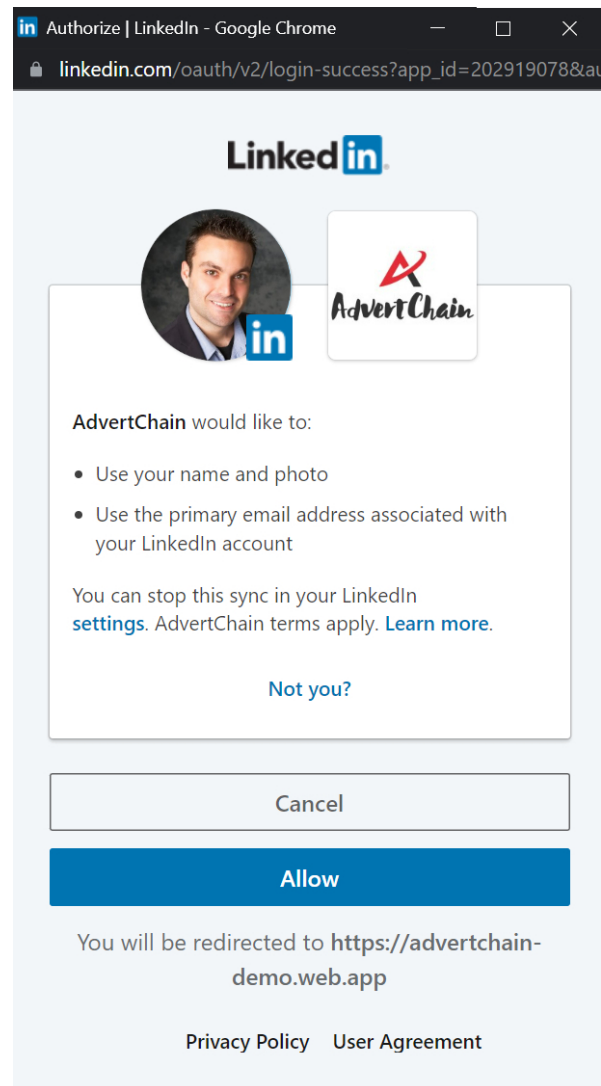 in Authorize | LinkedIn - Google Chrome
linkedin.com/oauth/v2/login-success?app_id=202919078&au
Linked in
in
AdvertChain
AdvertChain would like to:
• Use your name and photo
• Use the primary email address associated with
your LinkedIn account
You can stop this sync in your LinkedIn
settings. AdvertChain terms apply. Learn more.
Not you?
Cancel
Allow
You will be redirected to https://advertchain-
demo.web.app
Privacy Policy User Agreement